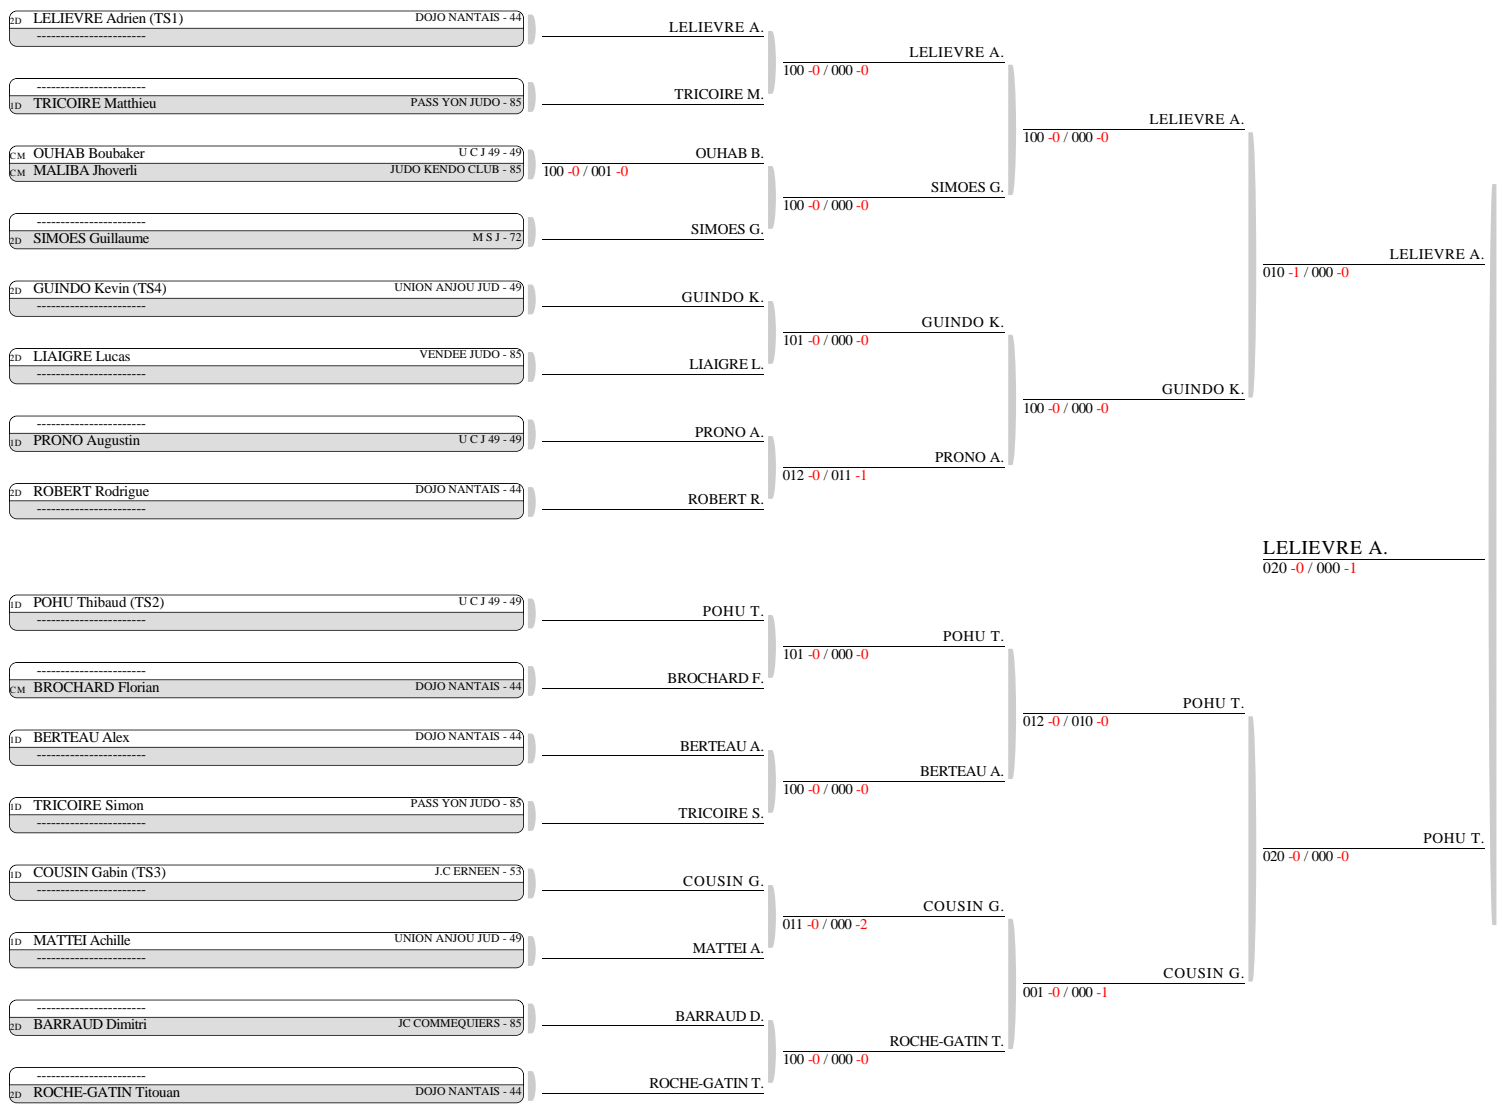 2D LELIEVRE Adrien (TS1) DOJO NANTAIS - 44
-----------------------
-----------------------
1D TRICOIRE Matthieu PASS YON JUDO - 85
CM OUHAB Boubaker U C J 49 - 49
CM MALIBA Jhoverli JUDO KENDO CLUB - 85
-----------------------
2D SIMOES Guillaume M S J - 72
2D GUINDO Kevin (TS4) UNION ANJOU JUD - 49
-----------------------
2D LIAIGRE Lucas VENDEE JUDO - 85
-----------------------
-----------------------
1D PRONO Augustin U C J 49 - 49
2D ROBERT Rodrigue DOJO NANTAIS - 44
-----------------------
1D POHU Thibaud (TS2) U C J 49 - 49
-----------------------
-----------------------
CM BROCHARD Florian DOJO NANTAIS - 44
1D BERTEAU Alex DOJO NANTAIS - 44
-----------------------
1D TRICOIRE Simon PASS YON JUDO - 85
-----------------------
1D COUSIN Gabin (TS3) J.C ERNEEN - 53
-----------------------
1D MATTEI Achille UNION ANJOU JUD - 49
-----------------------
-----------------------
2D BARRAUD Dimitri JC COMMEQUIERS - 85
-----------------------
2D ROCHE-GATIN Titouan DOJO NANTAIS - 44
LELIEVRE A.
TRICOIRE M.
OUHAB B.
100 -0 / 001 -0
SIMOES G.
GUINDO K.
LIAIGRE L.
PRONO A.
ROBERT R.
POHU T.
BROCHARD F.
BERTEAU A.
TRICOIRE S.
COUSIN G.
MATTEI A.
BARRAUD D.
ROCHE-GATIN T.
LELIEVRE A.
100 -0 / 000 -0
SIMOES G.
100 -0 / 000 -0
GUINDO K.
101 -0 / 000 -0
PRONO A.
012 -0 / 011 -1
POHU T.
101 -0 / 000 -0
BERTEAU A.
100 -0 / 000 -0
COUSIN G.
011 -0 / 000 -2
ROCHE-GATIN T.
100 -0 / 000 -0
LELIEVRE A.
100 -0 / 000 -0
GUINDO K.
100 -0 / 000 -0
POHU T.
012 -0 / 010 -0
COUSIN G.
001 -0 / 000 -1
LELIEVRE A.
010 -1 / 000 -0
LELIEVRE A.
020 -0 / 000 -1
POHU T.
020 -0 / 000 -0